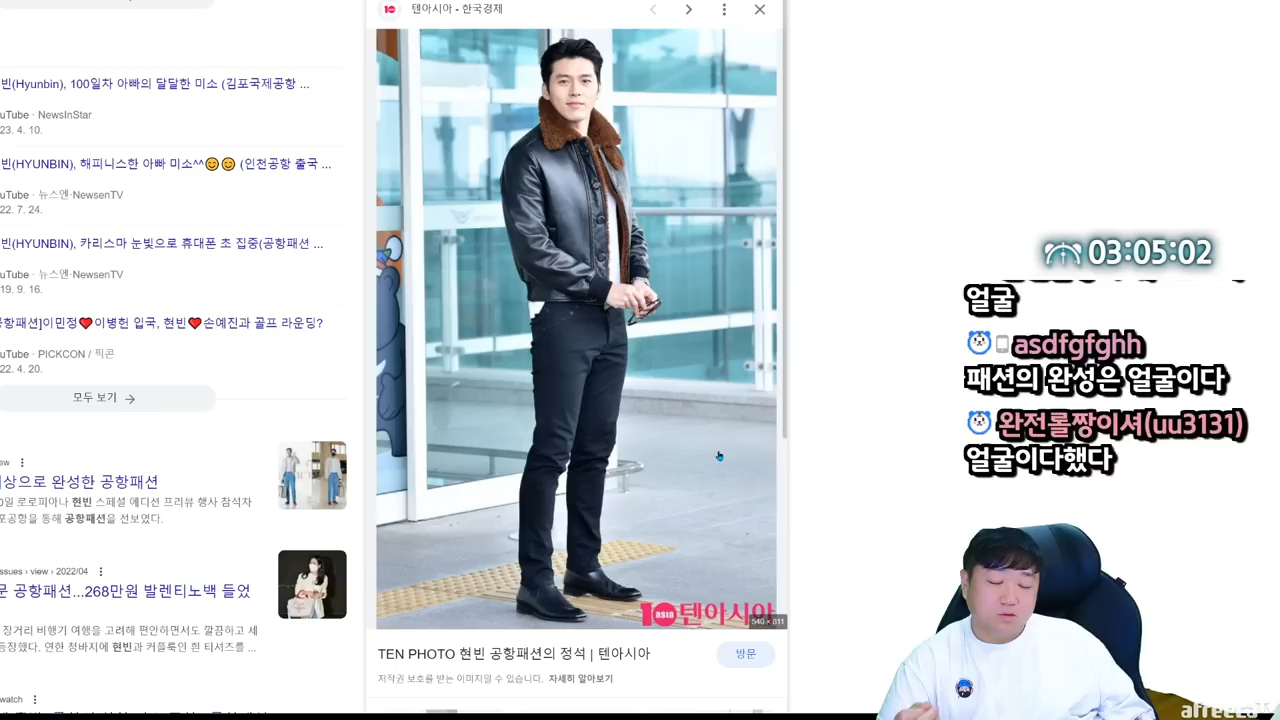 텐아시아 - 한국경제
빈(Hyunbin), 100일차 아빠의 달달한 미소 (김포국제공항 ...
uTube · NewsInStar
23. 4. 10.
빈(HYUNBIN), 해피니스한 아빠 미소^^😊😊 (인천공항 출국 ...
uTube · 뉴스엔·NewsenTV
22. 7. 24.
빈(HYUNBIN), 카리스마 눈빛으로 휴대폰 초 집중(공항패션 ...
uTube · 뉴스엔·NewsenTV
19. 9. 16.
항패션]이민정❤️이병헌 입국, 현빈❤️손예진과 골프 라운딩?
uTube · PICKCON / 픽콘
22. 4. 20.
모두 보기 →
ew
상으로 완성한 공항패션
0일 로로피아나 현빈 스페셜 에디션 프리뷰 행사 참석차
포공항을 통해 공항패션을 선보였다.
ssues › view › 2022/04
문 공항패션...268만원 발렌티노백 들었
장거리 비행기 여행을 고려해 편안하면서도 깔끔하고 세
등장했다. 연한 청바지에 현빈과 커플룩인 흰 티셔츠를 ...
watch
10 ASIA 텐아시아
540 × 811
TEN PHOTO 현빈 공항패션의 정석 | 텐아시아
방문
저작권 보호를 받는 이미지일 수 있습니다. 자세히 알아보기
03:05:02
얼굴
asdfgfghh
패션의 완성은 얼굴이다
완전롤짱이셔(uu3131)
얼굴이다했다
afreecaTV